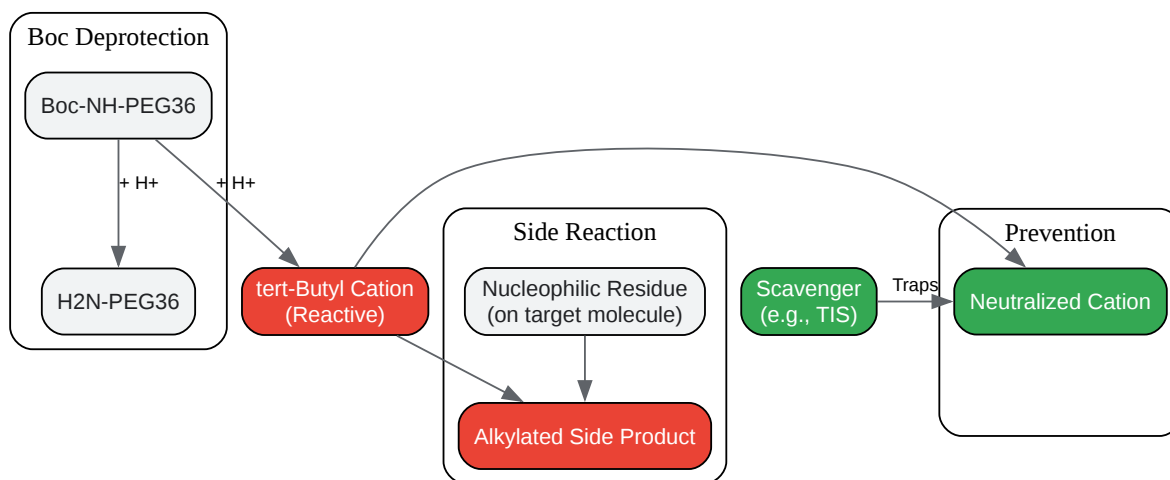 Boc Deprotection
Boc-NH-PEG36
+ H+
+ H+
H2N-PEG36
tert-Butyl Cation
(Reactive)
Side Reaction
Nucleophilic Residue
(on target molecule)
Alkylated Side Product
Scavenger
(e.g., TIS)
Traps
Prevention
Neutralized Cation